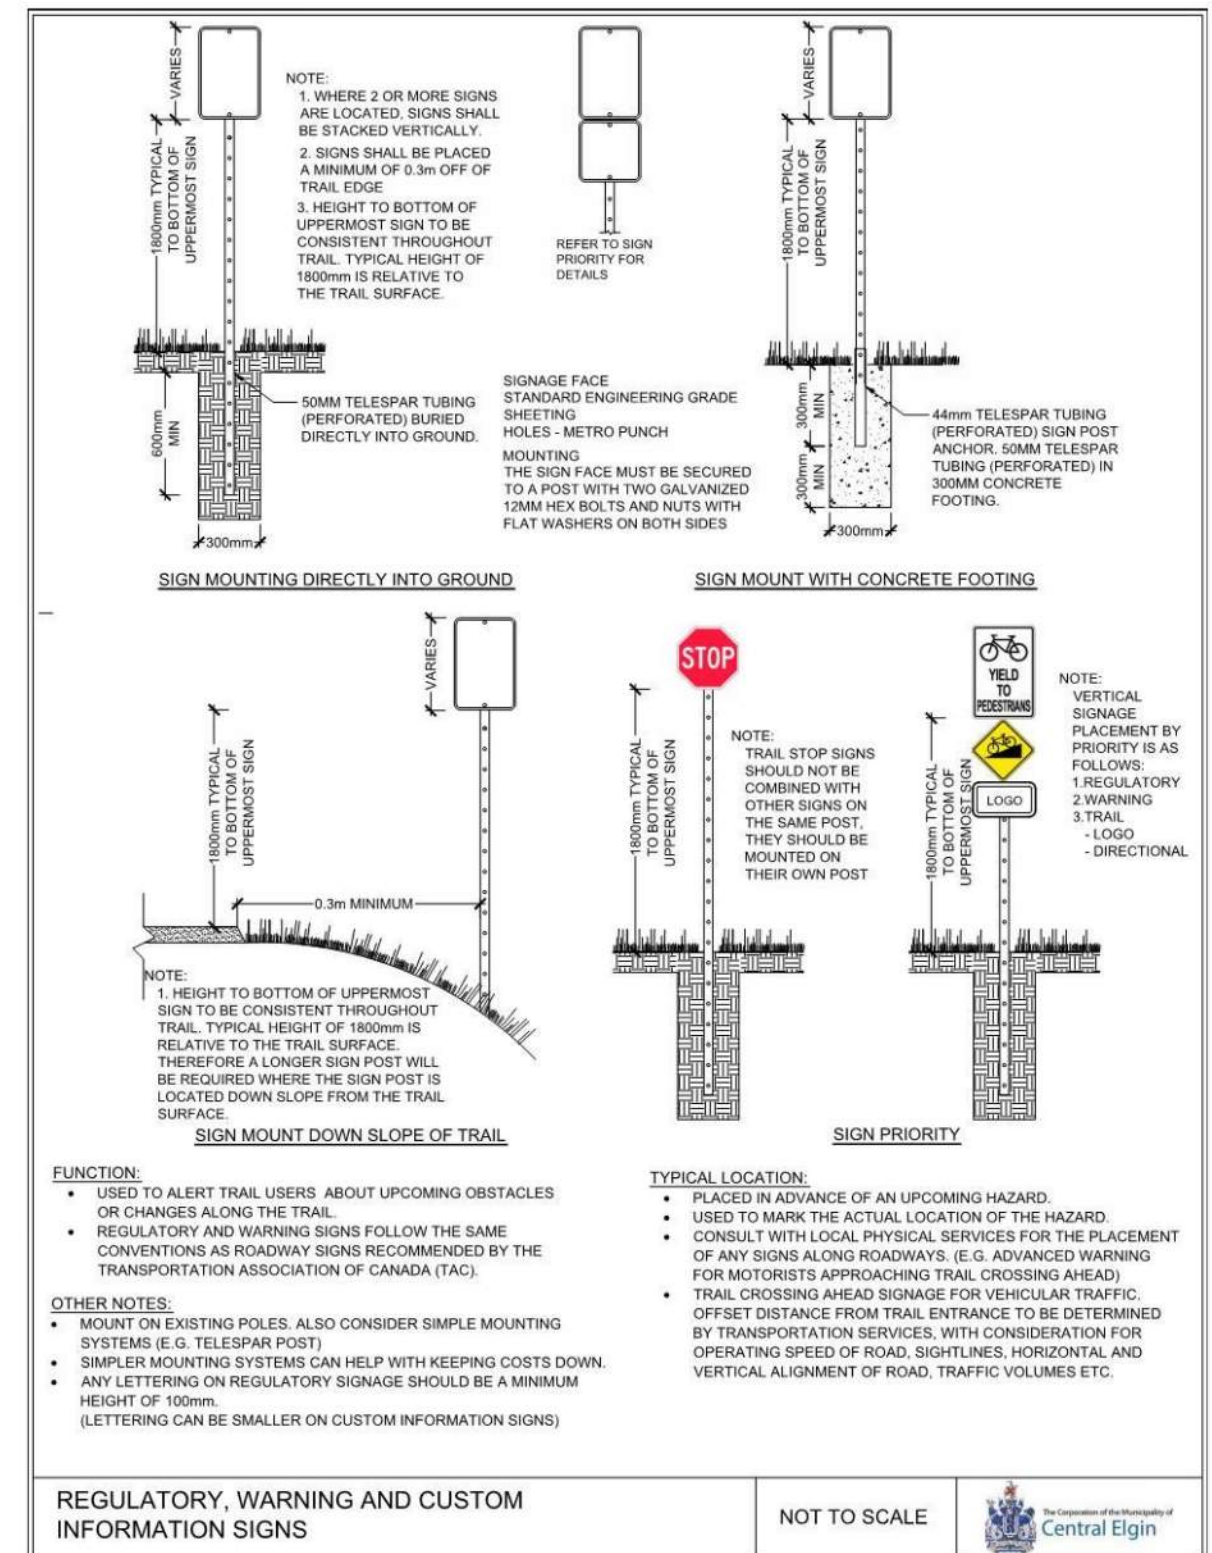 VARIES
1800mm TYPICAL
TO BOTTOM OF
UPPERMOST SIGN
600mm
MIN
300mm
NOTE:
1. WHERE 2 OR MORE SIGNS
ARE LOCATED, SIGNS SHALL
BE STACKED VERTICALLY.
2. SIGNS SHALL BE PLACED
A MINIMUM OF 0.3m OFF OF
TRAIL EDGE
3. HEIGHT TO BOTTOM OF
UPPERMOST SIGN TO BE
CONSISTENT THROUGHOUT
TRAIL. TYPICAL HEIGHT OF
1800mm IS RELATIVE TO
THE TRAIL SURFACE.
50MM TELESPAR TUBING
(PERFORATED) BURIED
DIRECTLY INTO GROUND.
SIGN MOUNTING DIRECTLY INTO GROUND
REFER TO SIGN
PRIORITY FOR
DETAILS
SIGNAGE FACE
STANDARD ENGINEERING GRADE
SHEETING
HOLES - METRO PUNCH
MOUNTING
THE SIGN FACE MUST BE SECURED
TO A POST WITH TWO GALVANIZED
12MM HEX BOLTS AND NUTS WITH
FLAT WASHERS ON BOTH SIDES
VARIES
1800mm TYPICAL
TO BOTTOM OF
UPPERMOST SIGN
300mm
MIN
300mm
MIN
300mm
44mm TELESPAR TUBING
(PERFORATED) SIGN POST
ANCHOR. 50MM TELESPAR
TUBING (PERFORATED) IN
300MM CONCRETE
FOOTING.
SIGN MOUNT WITH CONCRETE FOOTING
VARIES
1800mm TYPICAL
TO BOTTOM OF
UPPERMOST SIGN
0.3m MINIMUM
NOTE:
1. HEIGHT TO BOTTOM OF UPPERMOST
SIGN TO BE CONSISTENT THROUGHOUT
TRAIL. TYPICAL HEIGHT OF 1800mm IS
RELATIVE TO THE TRAIL SURFACE.
THEREFORE A LONGER SIGN POST WILL
BE REQUIRED WHERE THE SIGN POST IS
LOCATED DOWN SLOPE FROM THE TRAIL
SURFACE.
SIGN MOUNT DOWN SLOPE OF TRAIL
STOP
1800mm TYPICAL
TO BOTTOM OF
UPPERMOST SIGN
NOTE:
TRAIL STOP SIGNS
SHOULD NOT BE
COMBINED WITH
OTHER SIGNS ON
THE SAME POST,
THEY SHOULD BE
MOUNTED ON
THEIR OWN POST
YIELD
TO
PEDESTRIANS
LOGO
1800mm TYPICAL
TO BOTTOM OF
UPPERMOST SIGN
NOTE:
VERTICAL
SIGNAGE
PLACEMENT BY
PRIORITY IS AS
FOLLOWS:
1.REGULATORY
2.WARNING
3.TRAIL
- LOGO
- DIRECTIONAL
SIGN PRIORITY
FUNCTION:
• USED TO ALERT TRAIL USERS ABOUT UPCOMING OBSTACLES
OR CHANGES ALONG THE TRAIL.
• REGULATORY AND WARNING SIGNS FOLLOW THE SAME
CONVENTIONS AS ROADWAY SIGNS RECOMMENDED BY THE
TRANSPORTATION ASSOCIATION OF CANADA (TAC).
OTHER NOTES:
• MOUNT ON EXISTING POLES. ALSO CONSIDER SIMPLE MOUNTING
SYSTEMS (E.G. TELESPAR POST)
• SIMPLER MOUNTING SYSTEMS CAN HELP WITH KEEPING COSTS DOWN.
• ANY LETTERING ON REGULATORY SIGNAGE SHOULD BE A MINIMUM
HEIGHT OF 100mm.
(LETTERING CAN BE SMALLER ON CUSTOM INFORMATION SIGNS)
TYPICAL LOCATION:
• PLACED IN ADVANCE OF AN UPCOMING HAZARD.
• USED TO MARK THE ACTUAL LOCATION OF THE HAZARD.
• CONSULT WITH LOCAL PHYSICAL SERVICES FOR THE PLACEMENT
OF ANY SIGNS ALONG ROADWAYS. (E.G. ADVANCED WARNING
FOR MOTORISTS APPROACHING TRAIL CROSSING AHEAD)
• TRAIL CROSSING AHEAD SIGNAGE FOR VEHICULAR TRAFFIC.
OFFSET DISTANCE FROM TRAIL ENTRANCE TO BE DETERMINED
BY TRANSPORTATION SERVICES, WITH CONSIDERATION FOR
OPERATING SPEED OF ROAD, SIGHTLINES, HORIZONTAL AND
VERTICAL ALIGNMENT OF ROAD, TRAFFIC VOLUMES ETC.
REGULATORY, WARNING AND CUSTOM
INFORMATION SIGNS
NOT TO SCALE
The Corporation of the Municipality of
Central Elgin